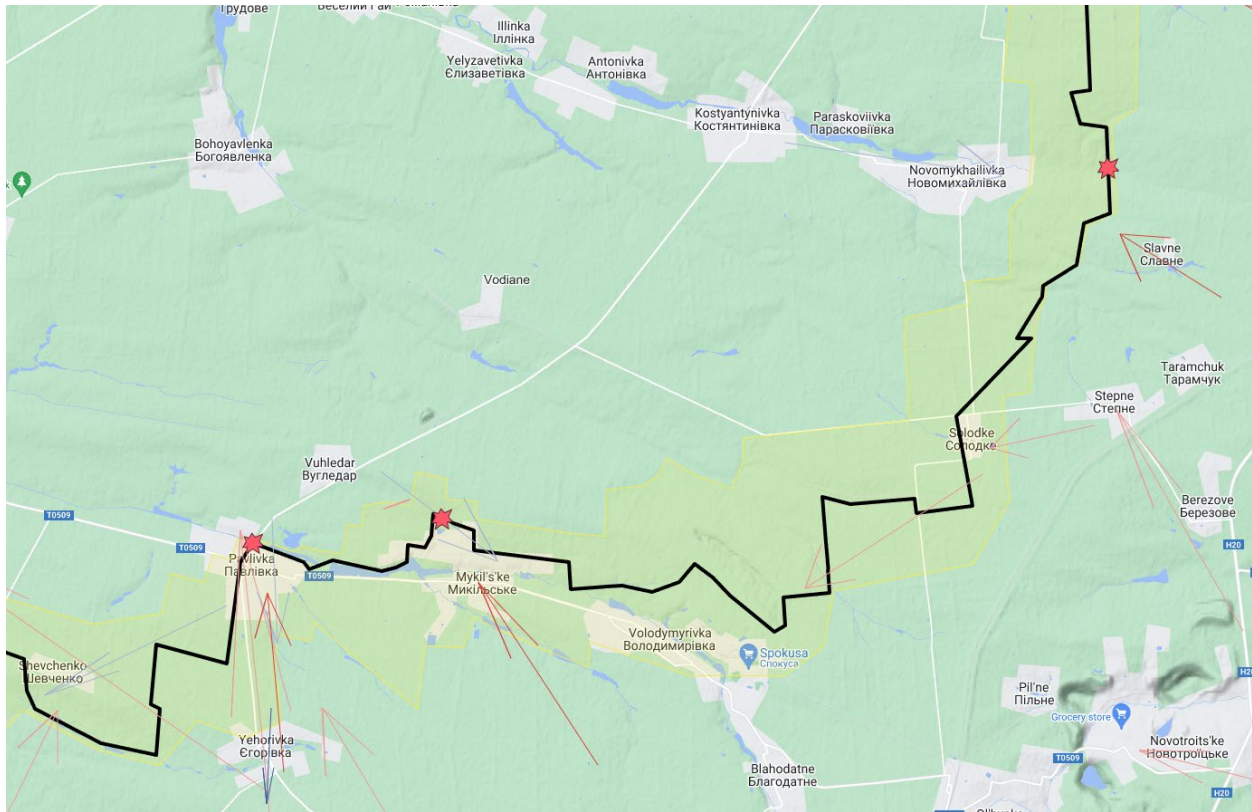 Грудове
Веселий Гай
Романівка
Illinka
Іллінка
Yelyzavetivka
Єлизаветівка
Antonivka
Антонівка
Kostyantynivka
Костянтинівка
Paraskoviivka
Парасковіївка
Bohoyavlenka
Богоявленка
k
Novomykhailivka
Новомихайлівка
Slavne
Славне
Vodiane
Taramchuk
Тарамчук
Stepne
Степне
Solodke
Солодке
Vuhledar
Вугледар
Berezove
Березове
T0509
T0509
H20
Pavlivka
Павлівка
T0509
Mykil's'ke
Микільське
Volodymyrivka
Володимирівка
Spokusa
Спокуса
Shevchenko
Шевченко
H20
Pil'ne
Пільне
Grocery store
Yehorivka
Єгорівка
Novotroits'ke
Новотроїцьке
T0509
Blahodatne
Благодатне
H20